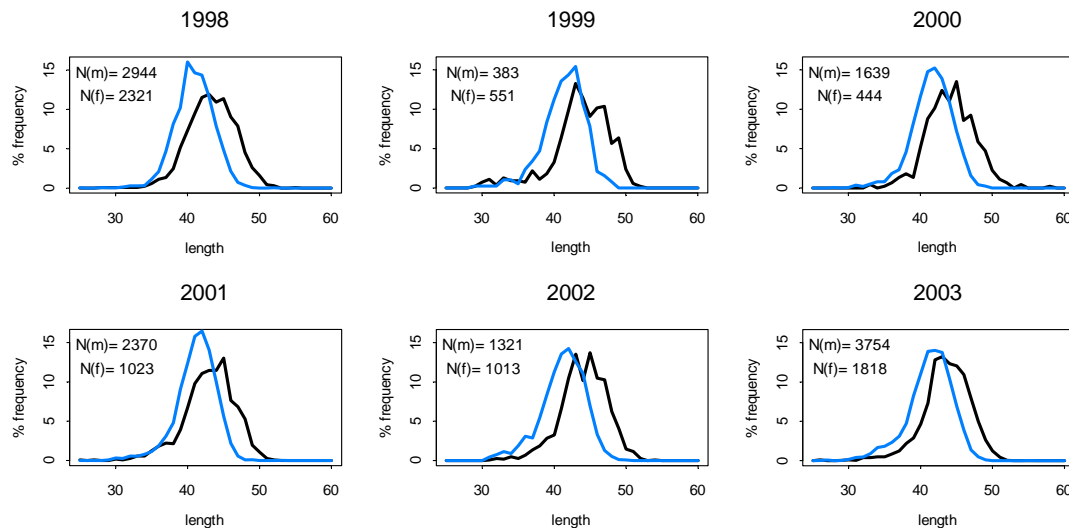 1998
1999
2000
N(m)= 2944
N(f)= 2321
N(m)= 383
N(f)= 551
N(m)= 1639
N(f)= 444
% frequency
0 5 10 15
% frequency
0 5 10 15
% frequency
0 5 10 15
30 40 50 60
30 40 50 60
30 40 50 60
length
length
length
2001
2002
2003
N(m)= 2370
N(f)= 1023
N(m)= 1321
N(f)= 1013
N(m)= 3754
N(f)= 1818
% frequency
0 5 10 15
% frequency
0 5 10 15
% frequency
0 5 10 15
30 40 50 60
30 40 50 60
30 40 50 60
length
length
length